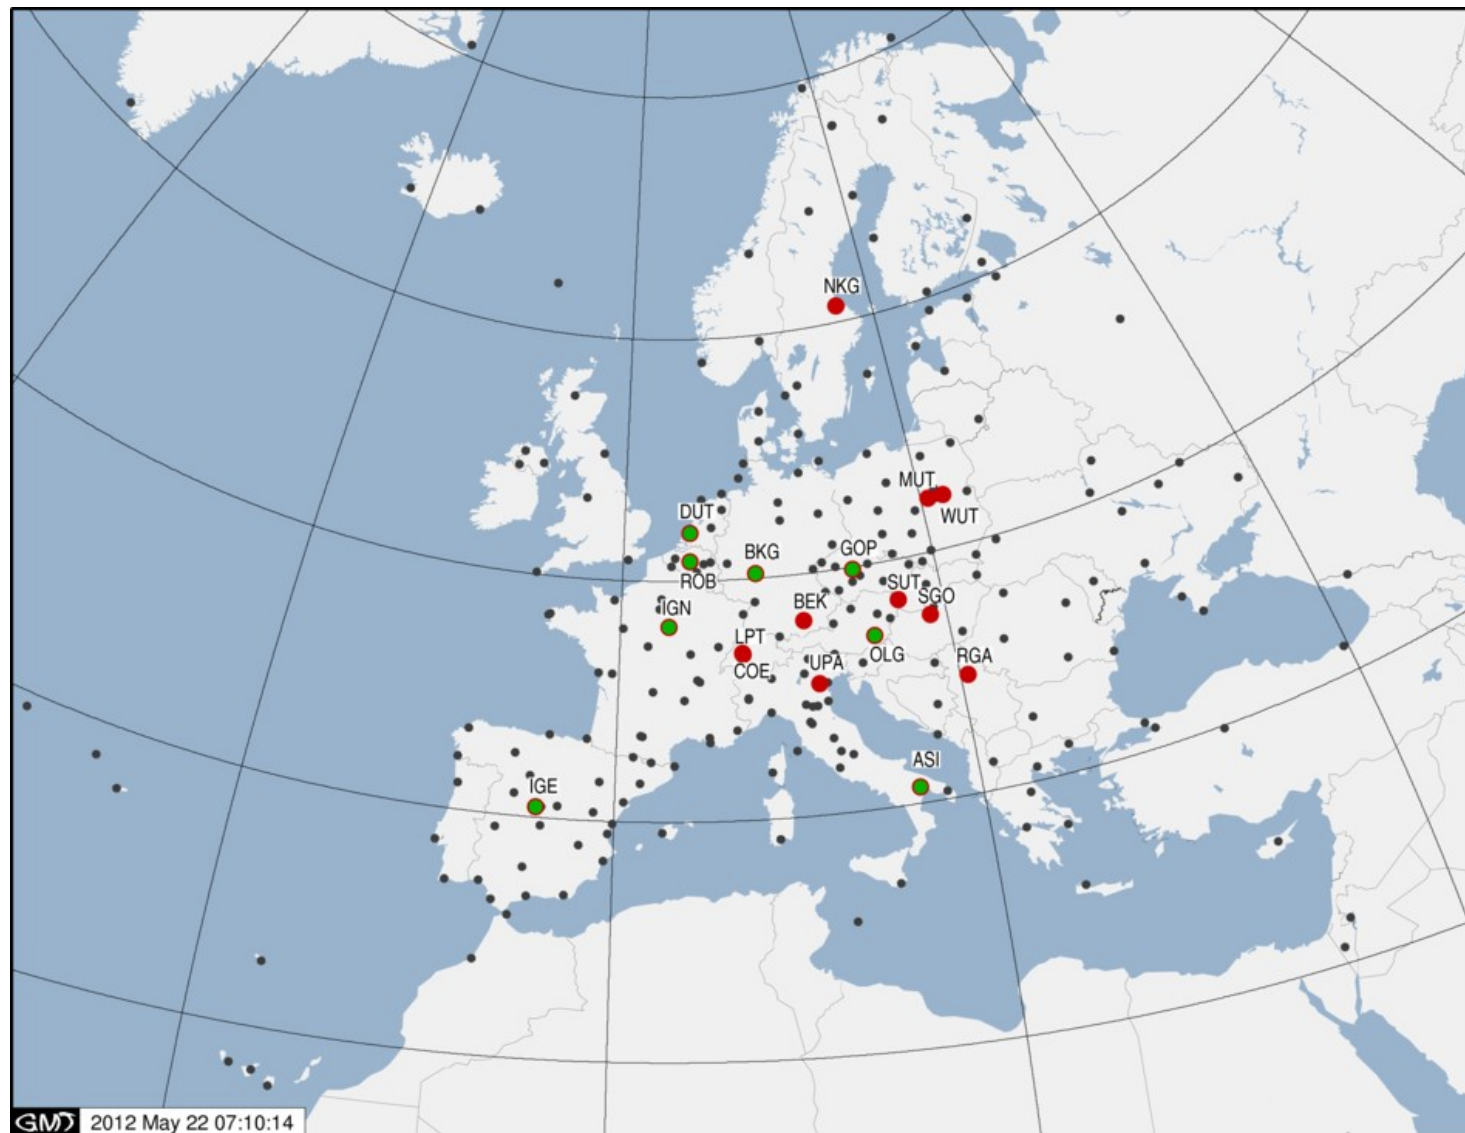 NKG
MUT
WUT
DUT
BKG
GOP
ROB
SUT
SGO
IGN
BEK
LPT
COE
UPA
OLG
RGA
ASI
IGE
GMT 2012 May 22 07:10:14